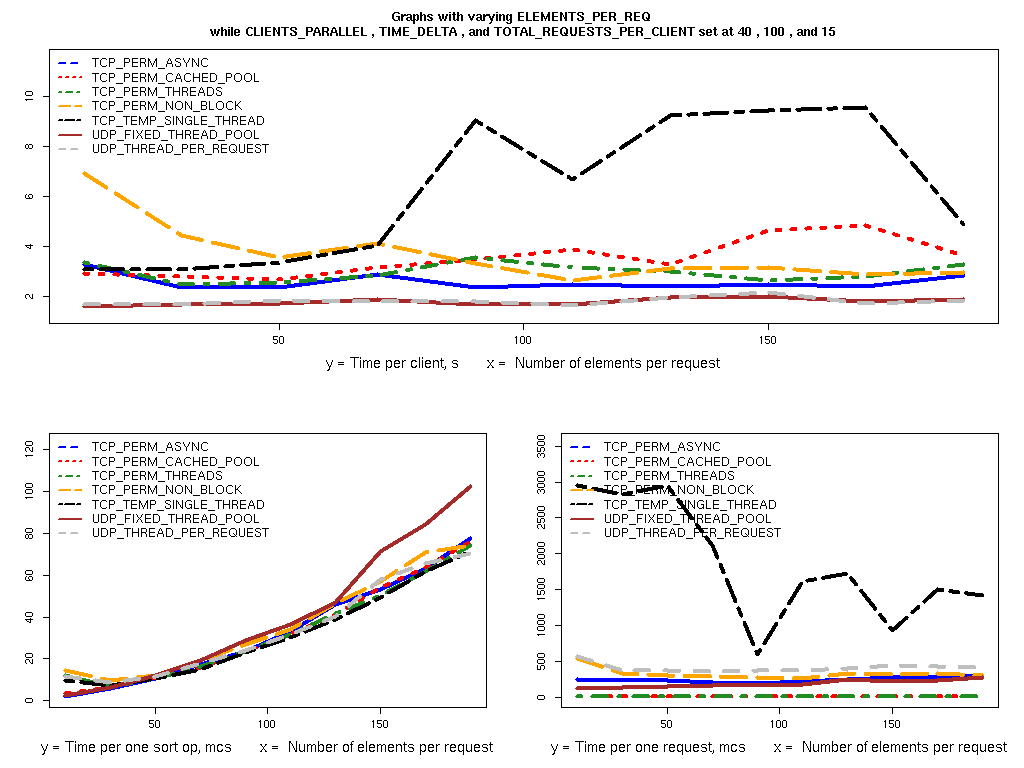 Graphs with varying ELEMENTS_PER_REQ
while CLIENTS_PARALLEL , TIME_DELTA , and TOTAL_REQUESTS_PER_CLIENT set at 40 , 100 , and 15
TCP_PERM_ASYNC
TCP_PERM_CACHED_POOL
TCP_PERM_THREADS
TCP_PERM_NON_BLOCK
TCP_TEMP_SINGLE_THREAD
UDP_FIXED_THREAD_POOL
UDP_THREAD_PER_REQUEST
10
8
6
4
2
50 100 150
y = Time per client, s x = Number of elements per request
TCP_PERM_ASYNC
TCP_PERM_CACHED_POOL
TCP_PERM_THREADS
TCP_PERM_NON_BLOCK
TCP_TEMP_SINGLE_THREAD
UDP_FIXED_THREAD_POOL
UDP_THREAD_PER_REQUEST
120
100
80
60
40
20
0
50 100 150
y = Time per one sort op, mcs x = Number of elements per request
TCP_PERM_ASYNC
TCP_PERM_CACHED_POOL
TCP_PERM_THREADS
TCP_PERM_NON_BLOCK
TCP_TEMP_SINGLE_THREAD
UDP_FIXED_THREAD_POOL
UDP_THREAD_PER_REQUEST
3500
3000
2500
2000
1500
1000
500
0
50 100 150
y = Time per one request, mcs x = Number of elements per request